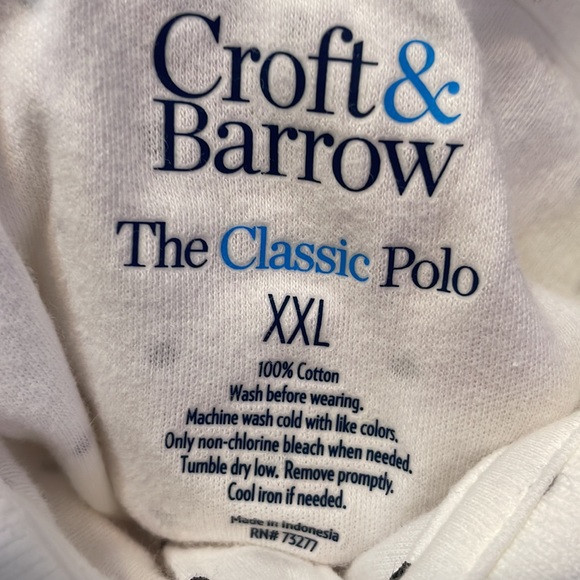 Croft&
Barrow
The Classic Polo
XXL
100% Cotton
Wash before wearing.
Machine wash cold with like colors.
Only non-chlorine bleach when needed.
Tumble dry low. Remove promptly.
Cool iron if needed.
Made in Indonesia
RN# 73277